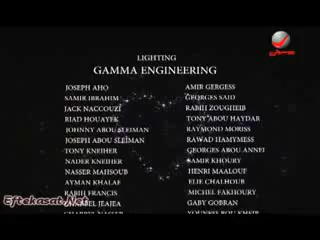 LIGHTING
GAMMA ENGINEERING
JOSEPH AHO
SAMIR IBRAHIM
JACK NACCOUZI
RIAD HOUAYEK
JOHNNY ABOU SLEIMAN
JOSEPH ABOU SLEIMAN
TONY KNEIHER
NADER KNEIHER
NASSER MAHSOUB
AYMAN KHALAF
RABIH FRANCIS
AMIR GERGESS
GEORGES SAID
RABIH ZOUGHEIB
TONY ABOU HAYDAR
RAYMOND MORISS
RAWAD HAMYMESS
GEORGES ABOU ANNEI
SAMIR KHOURY
HENRI MAALOUF
ELIE CHALHOUB
MICHEL FAKHOURY
GABY GOBRAN
Eftekasat.Net